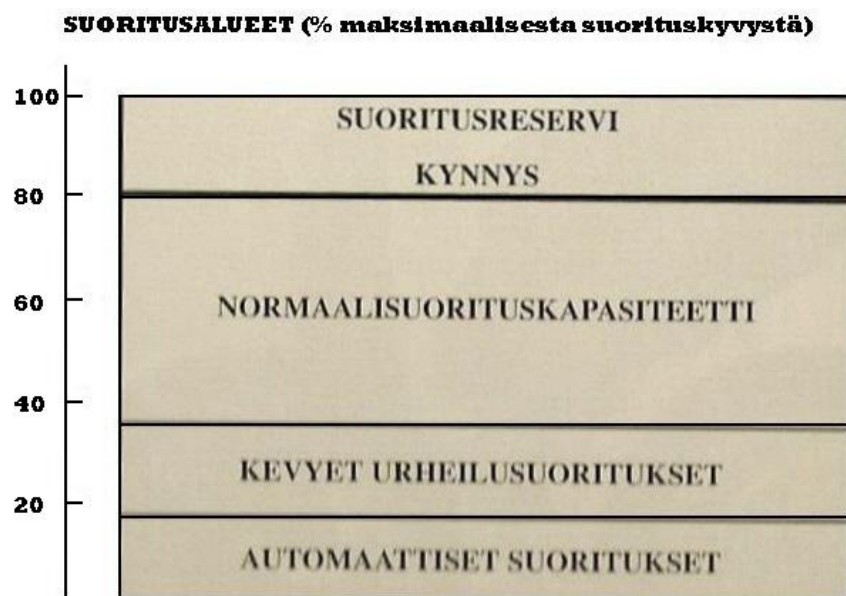 SUORITUSALUEET (% maksimaalisesta suorituskyvystä)
100
SUORITUSRESERVI
KYNNYS
80
60
NORMAALISUORITUSKAPASITEETTI
40
KEVYET URHEILUSUORITUKSET
20
AUTOMAATTISET SUORITUKSET